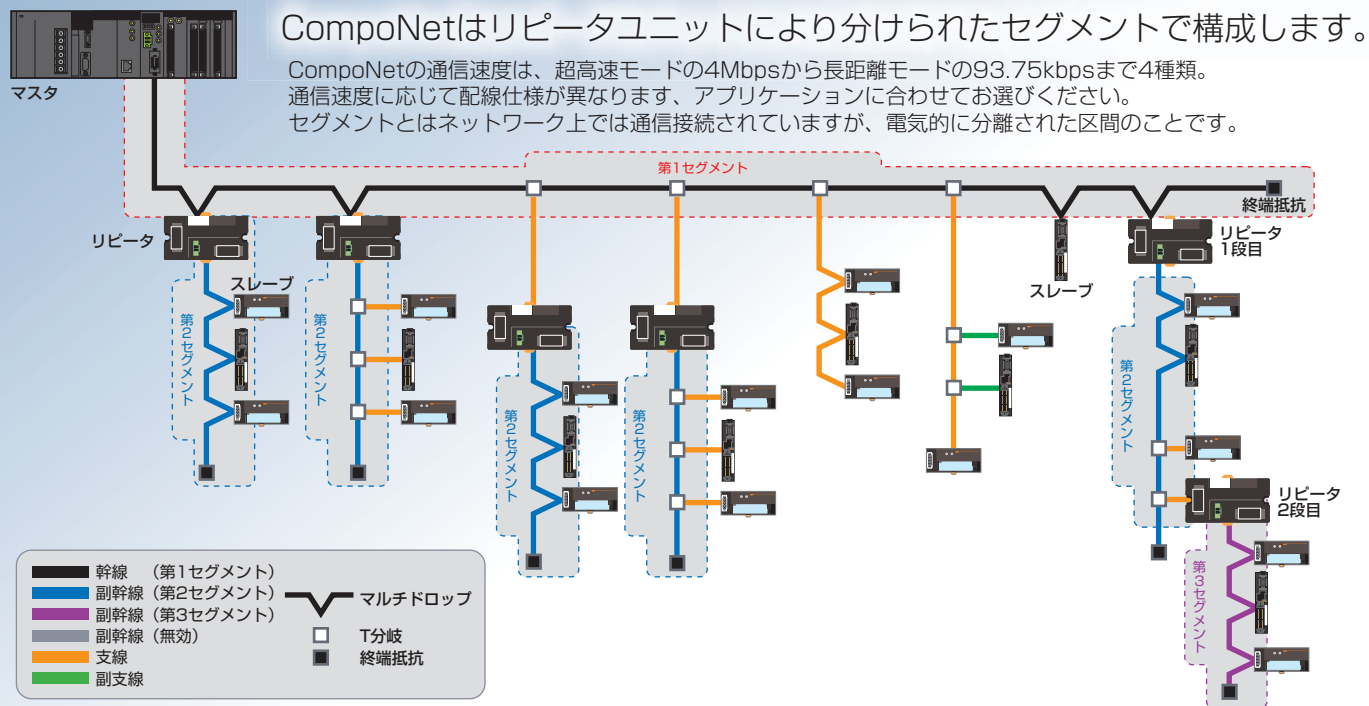 CompoNetはリピータユニットにより分けられたセグメントで構成します。
CompoNetの通信速度は、超高速モードの4Mbpsから長距離モードの93.75kbpsまで4種類。
通信速度に応じて配線仕様が異なります、アプリケーションに合わせてお選びください。
セグメントとはネットワーク上では通信接続されていますが、電気的に分離された区間のことです。
マスタ
第1セグメント
終端抵抗
リピータ
スレーブ
第2セグメント
第2セグメント
第2セグメント
第2セグメント
スレーブ
リピータ
1段目
第2セグメント
リピータ
2段目
第3セグメント
幹線 （第1セグメント）
副幹線（第2セグメント）
副幹線（第3セグメント）
副幹線（無効）
支線
副支線
マルチドロップ
T分岐
終端抵抗